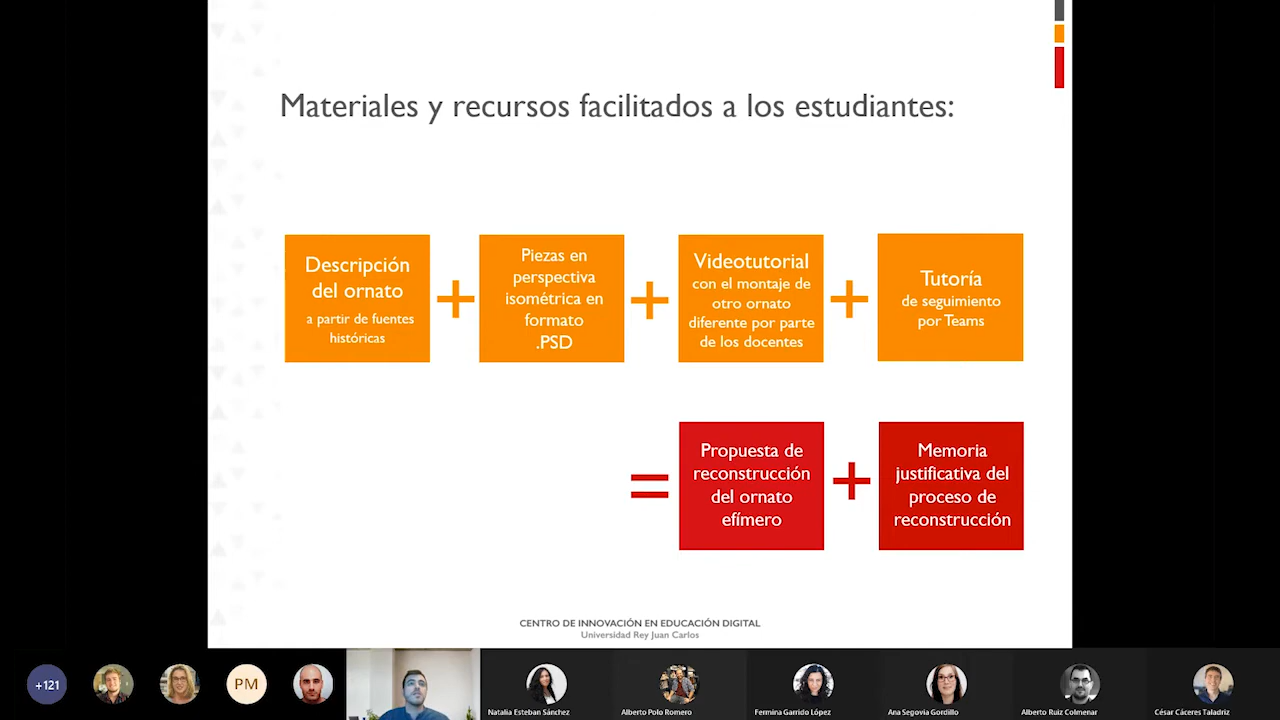 Materiales y recursos facilitados a los estudiantes:
Descripción
del ornato
a partir de fuentes
históricas
+
Piezas en
perspectiva
isométrica en
formato
.PSD
+
Videotutorial
con el montaje de
otro ornato
diferente por parte
de los docentes
+
Tutoría
de seguimiento
por Teams
=
Propuesta de
reconstrucción
del ornato
efímero
+
Memoria
justificativa del
proceso de
reconstrucción
CENTRO DE INNOVACIÓN EN EDUCACIÓN DIGITAL
Universidad Rey Juan Carlos
+121
PM
Natalia Esteban Sánchez
Alberto Polo Romero
Fermina Garrido López
Ana Segovia Gordillo
Alberto Ruiz Colmenar
César Cáceres Taladriz